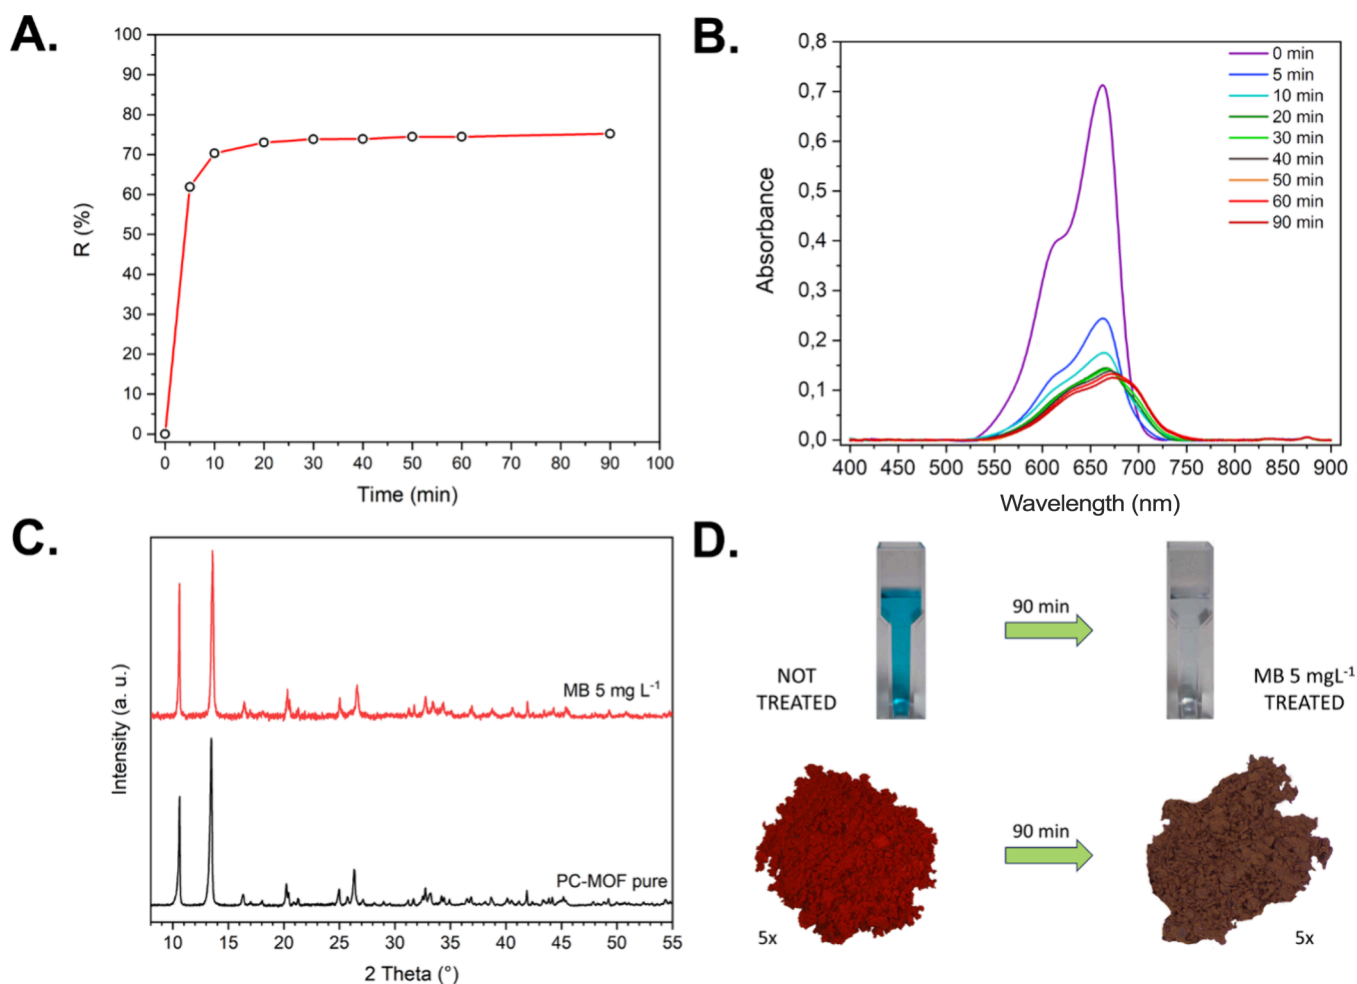 A.
100
90
80
70
60
50
40
30
20
10
0
R (%)
0 10 20 30 40 50 60 70 80 90 100
Time (min)
B.
0,8
0,7
0,6
0,5
0,4
0,3
0,2
0,1
0,0
Absorbance
0 min
5 min
10 min
20 min
30 min
40 min
50 min
60 min
90 min
400 450 500 550 600 650 700 750 800 850 900
Wavelength (nm)
C.
Intensity (a. u.)
MB 5 mg L⁻¹
PC-MOF pure
10 15 20 25 30 35 40 45 50 55
2 Theta (°)
D.
90 min
NOT
TREATED
MB 5 mgL⁻¹
TREATED
90 min
5x
5x